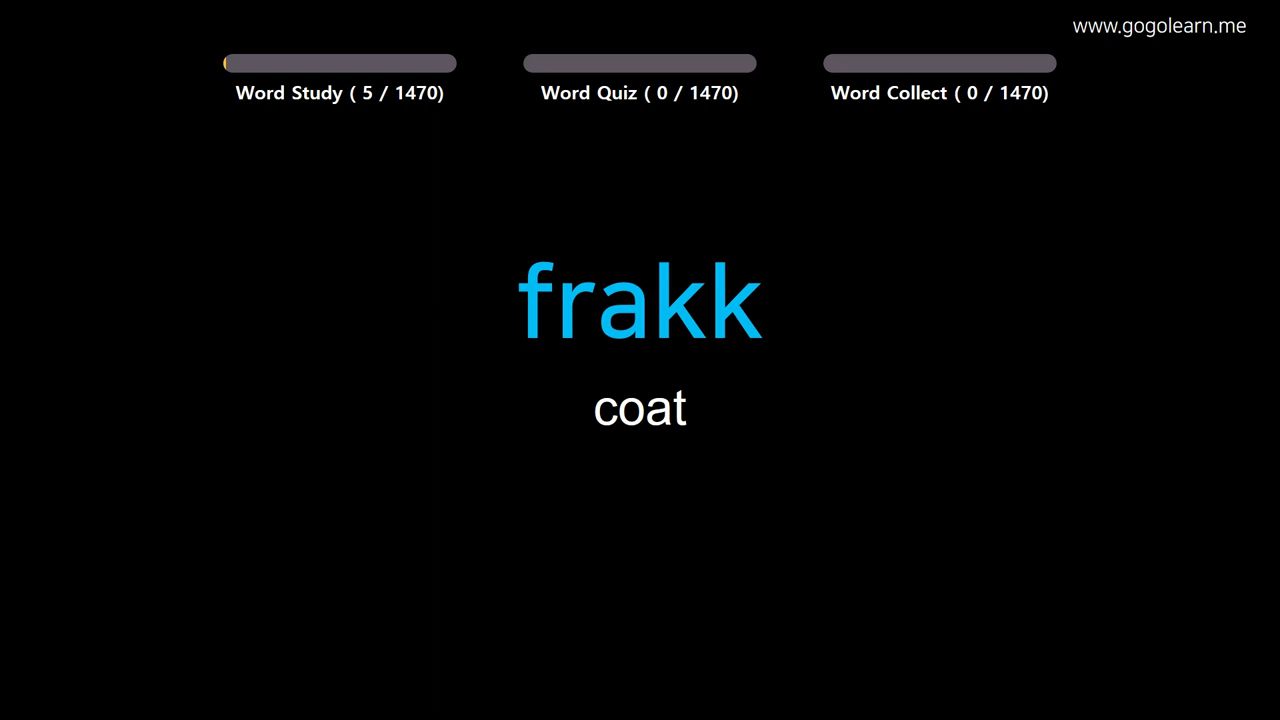 www.gogolearn.me
Word Study ( 5 / 1470)
Word Quiz ( 0 / 1470)
Word Collect ( 0 / 1470)
frakk
coat